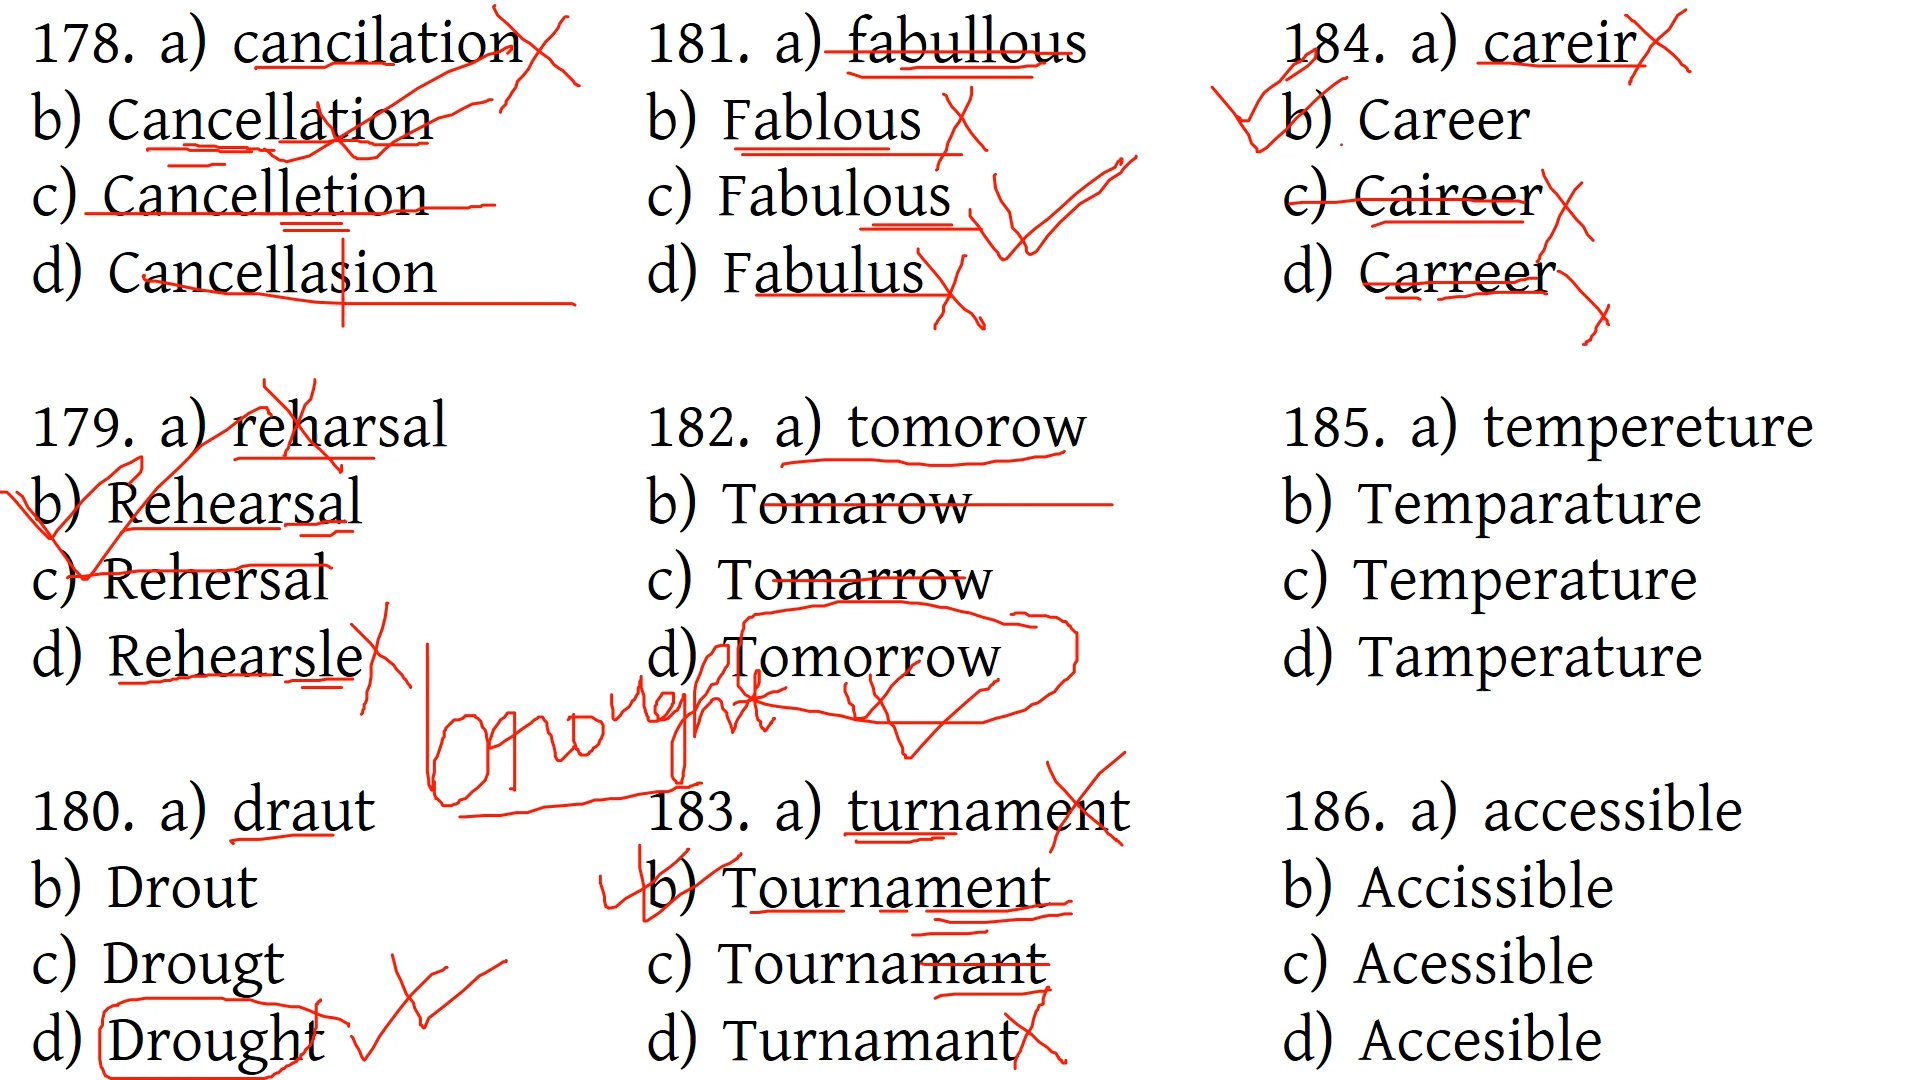 178. a) cancilation
b) Cancellation
c) Cancelletion
d) Cancellasion
179. a) reharsal
b) Rehearsal
c) Rehersal
d) Rehearsle
180. a) draut
b) Drout
c) Drougt
d) Drought
brought
181. a) fabullous
b) Fablous
c) Fabulous
d) Fabulus
182. a) tomorow
b) Tomarow
c) Tomarrow
d) Tomorrow
183. a) turnament
b) Tournament
c) Tournamant
d) Turnamant
184. a) careir
b) Career
c) Caireer
d) Carreer
185. a) tempereture
b) Temparature
c) Temperature
d) Tamperature
186. a) accessible
b) Accissible
c) Acessible
d) Accesible